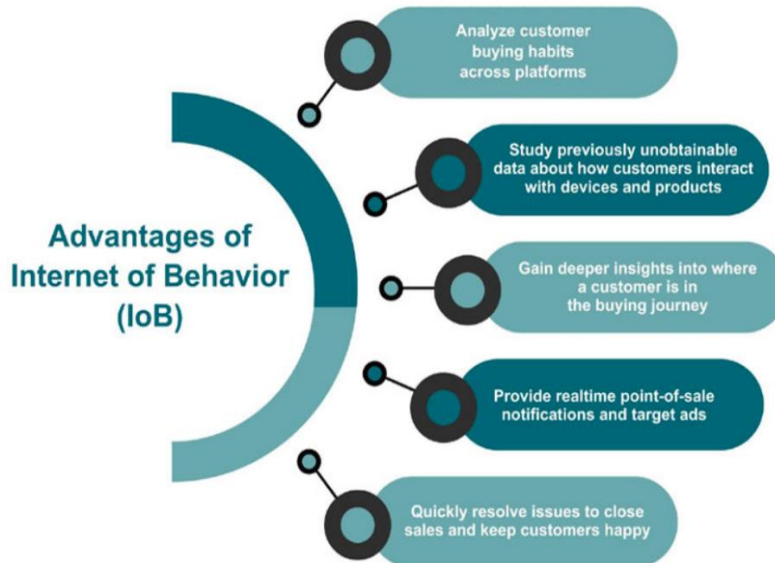 Advantages of
Internet of Behavior
(IoB)
Analyze customer
buying habits
across platforms
Study previously unobtainable
data about how customers interact
with devices and products
Gain deeper insights into where
a customer is in
the buying journey
Provide realtime point-of-sale
notifications and target ads
Quickly resolve issues to close
sales and keep customers happy